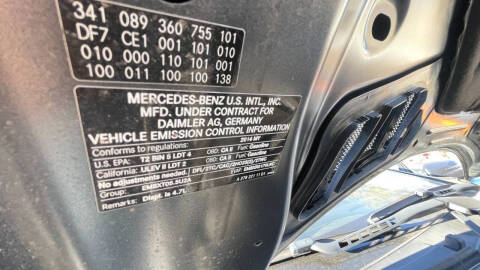 341 089 360 755 101
DF7 CE1 001 101 010
010 000 110 101 001
100 011 100 100 138
MERCEDES-BENZ U.S. INTL., INC.
MFD. UNDER CONTRACT FOR
DAIMLER AG, GERMANY
VEHICLE EMISSION CONTROL INFORMATION
Conforms to regulations: 2014 MY
U.S. EPA: T2 BIN 5 LDT 4 OBD: CA II Fuel: Gasoline
California: ULEV II LDT 2 OBD: CA II Fuel: Gasoline
No adjustments needed.
Remarks: Displ. is 4.7L